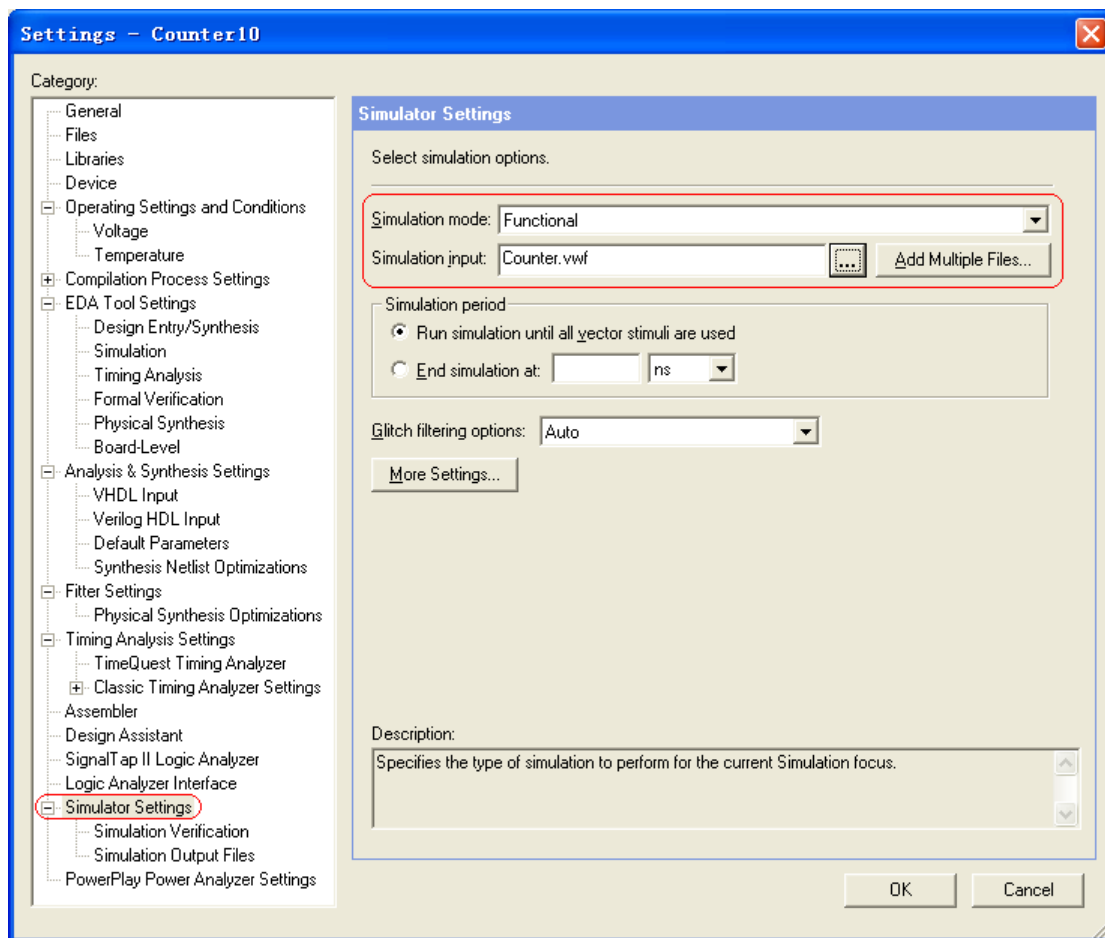 Settings - Counter10
Category:
General
Files
Libraries
Device
Operating Settings and Conditions
Voltage
Temperature
Compilation Process Settings
EDA Tool Settings
Design Entry/Synthesis
Simulation
Timing Analysis
Formal Verification
Physical Synthesis
Board-Level
Analysis & Synthesis Settings
VHDL Input
Verilog HDL Input
Default Parameters
Synthesis Netlist Optimizations
Fitter Settings
Physical Synthesis Optimizations
Timing Analysis Settings
TimeQuest Timing Analyzer
Classic Timing Analyzer Settings
Assembler
Design Assistant
SignalTap II Logic Analyzer
Logic Analyzer Interface
Simulator Settings
Simulation Verification
Simulation Output Files
PowerPlay Power Analyzer Settings
Simulator Settings
Select simulation options.
Simulation mode: Functional
Simulation input: Counter.vwf ... Add Multiple Files...
Simulation period
Run simulation until all vector stimuli are used
End simulation at: ns
Glitch filtering options: Auto
More Settings...
Description:
Specifies the type of simulation to perform for the current Simulation focus.
OK Cancel